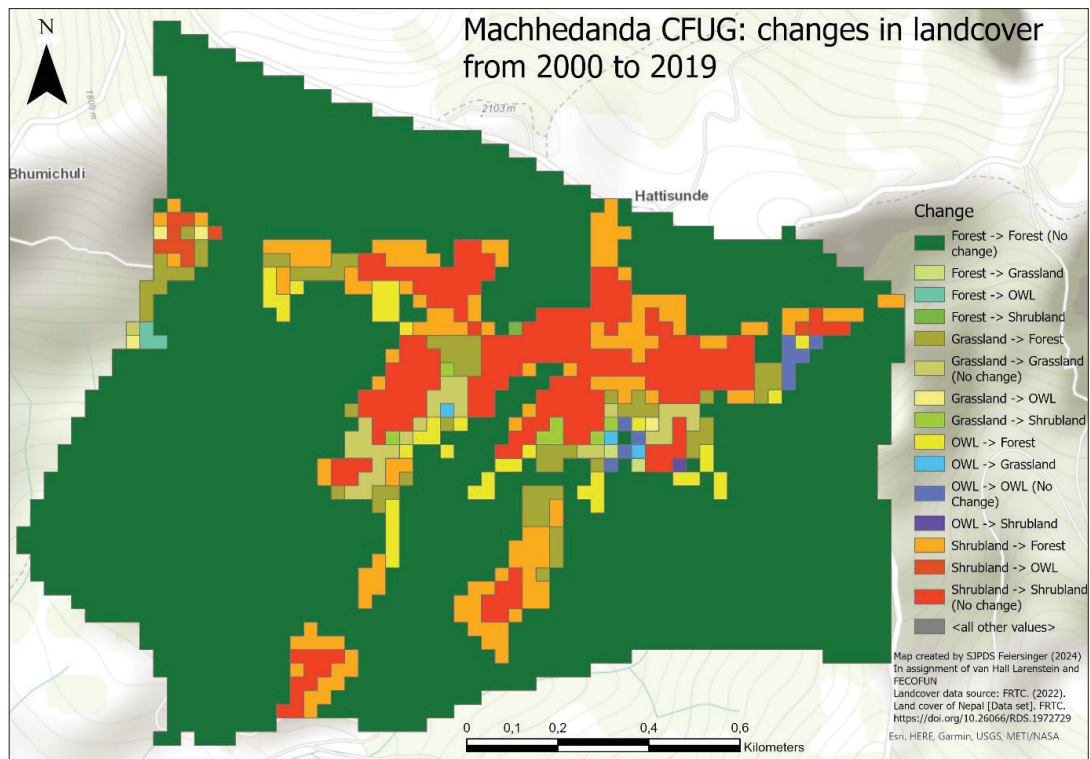 Machhedanda CFUG: changes in landcover
from 2000 to 2019
N
1800 m
2103 m
Bhumichuli
Hattisunde
Change
Forest -> Forest (No
change)
Forest -> Grassland
Forest -> OWL
Forest -> Shrubland
Grassland -> Forest
Grassland -> Grassland
(No change)
Grassland -> OWL
Grassland -> Shrubland
OWL -> Forest
OWL -> Grassland
OWL -> OWL (No
Change)
OWL -> Shrubland
Shrubland -> Forest
Shrubland -> OWL
Shrubland -> Shrubland
(No change)
<all other values>
Map created by SJPDS Feiersinger (2024)
In assignment of van Hall Larenstein and
FECOFUN
Landcover data source: FRTC. (2022).
Land cover of Nepal [Data set]. FRTC.
https://doi.org/10.26066/RDS.1972729
Esri, HERE, Garmin, USGS, METI/NASA
0 0,1 0,2 0,4 0,6
Kilometers